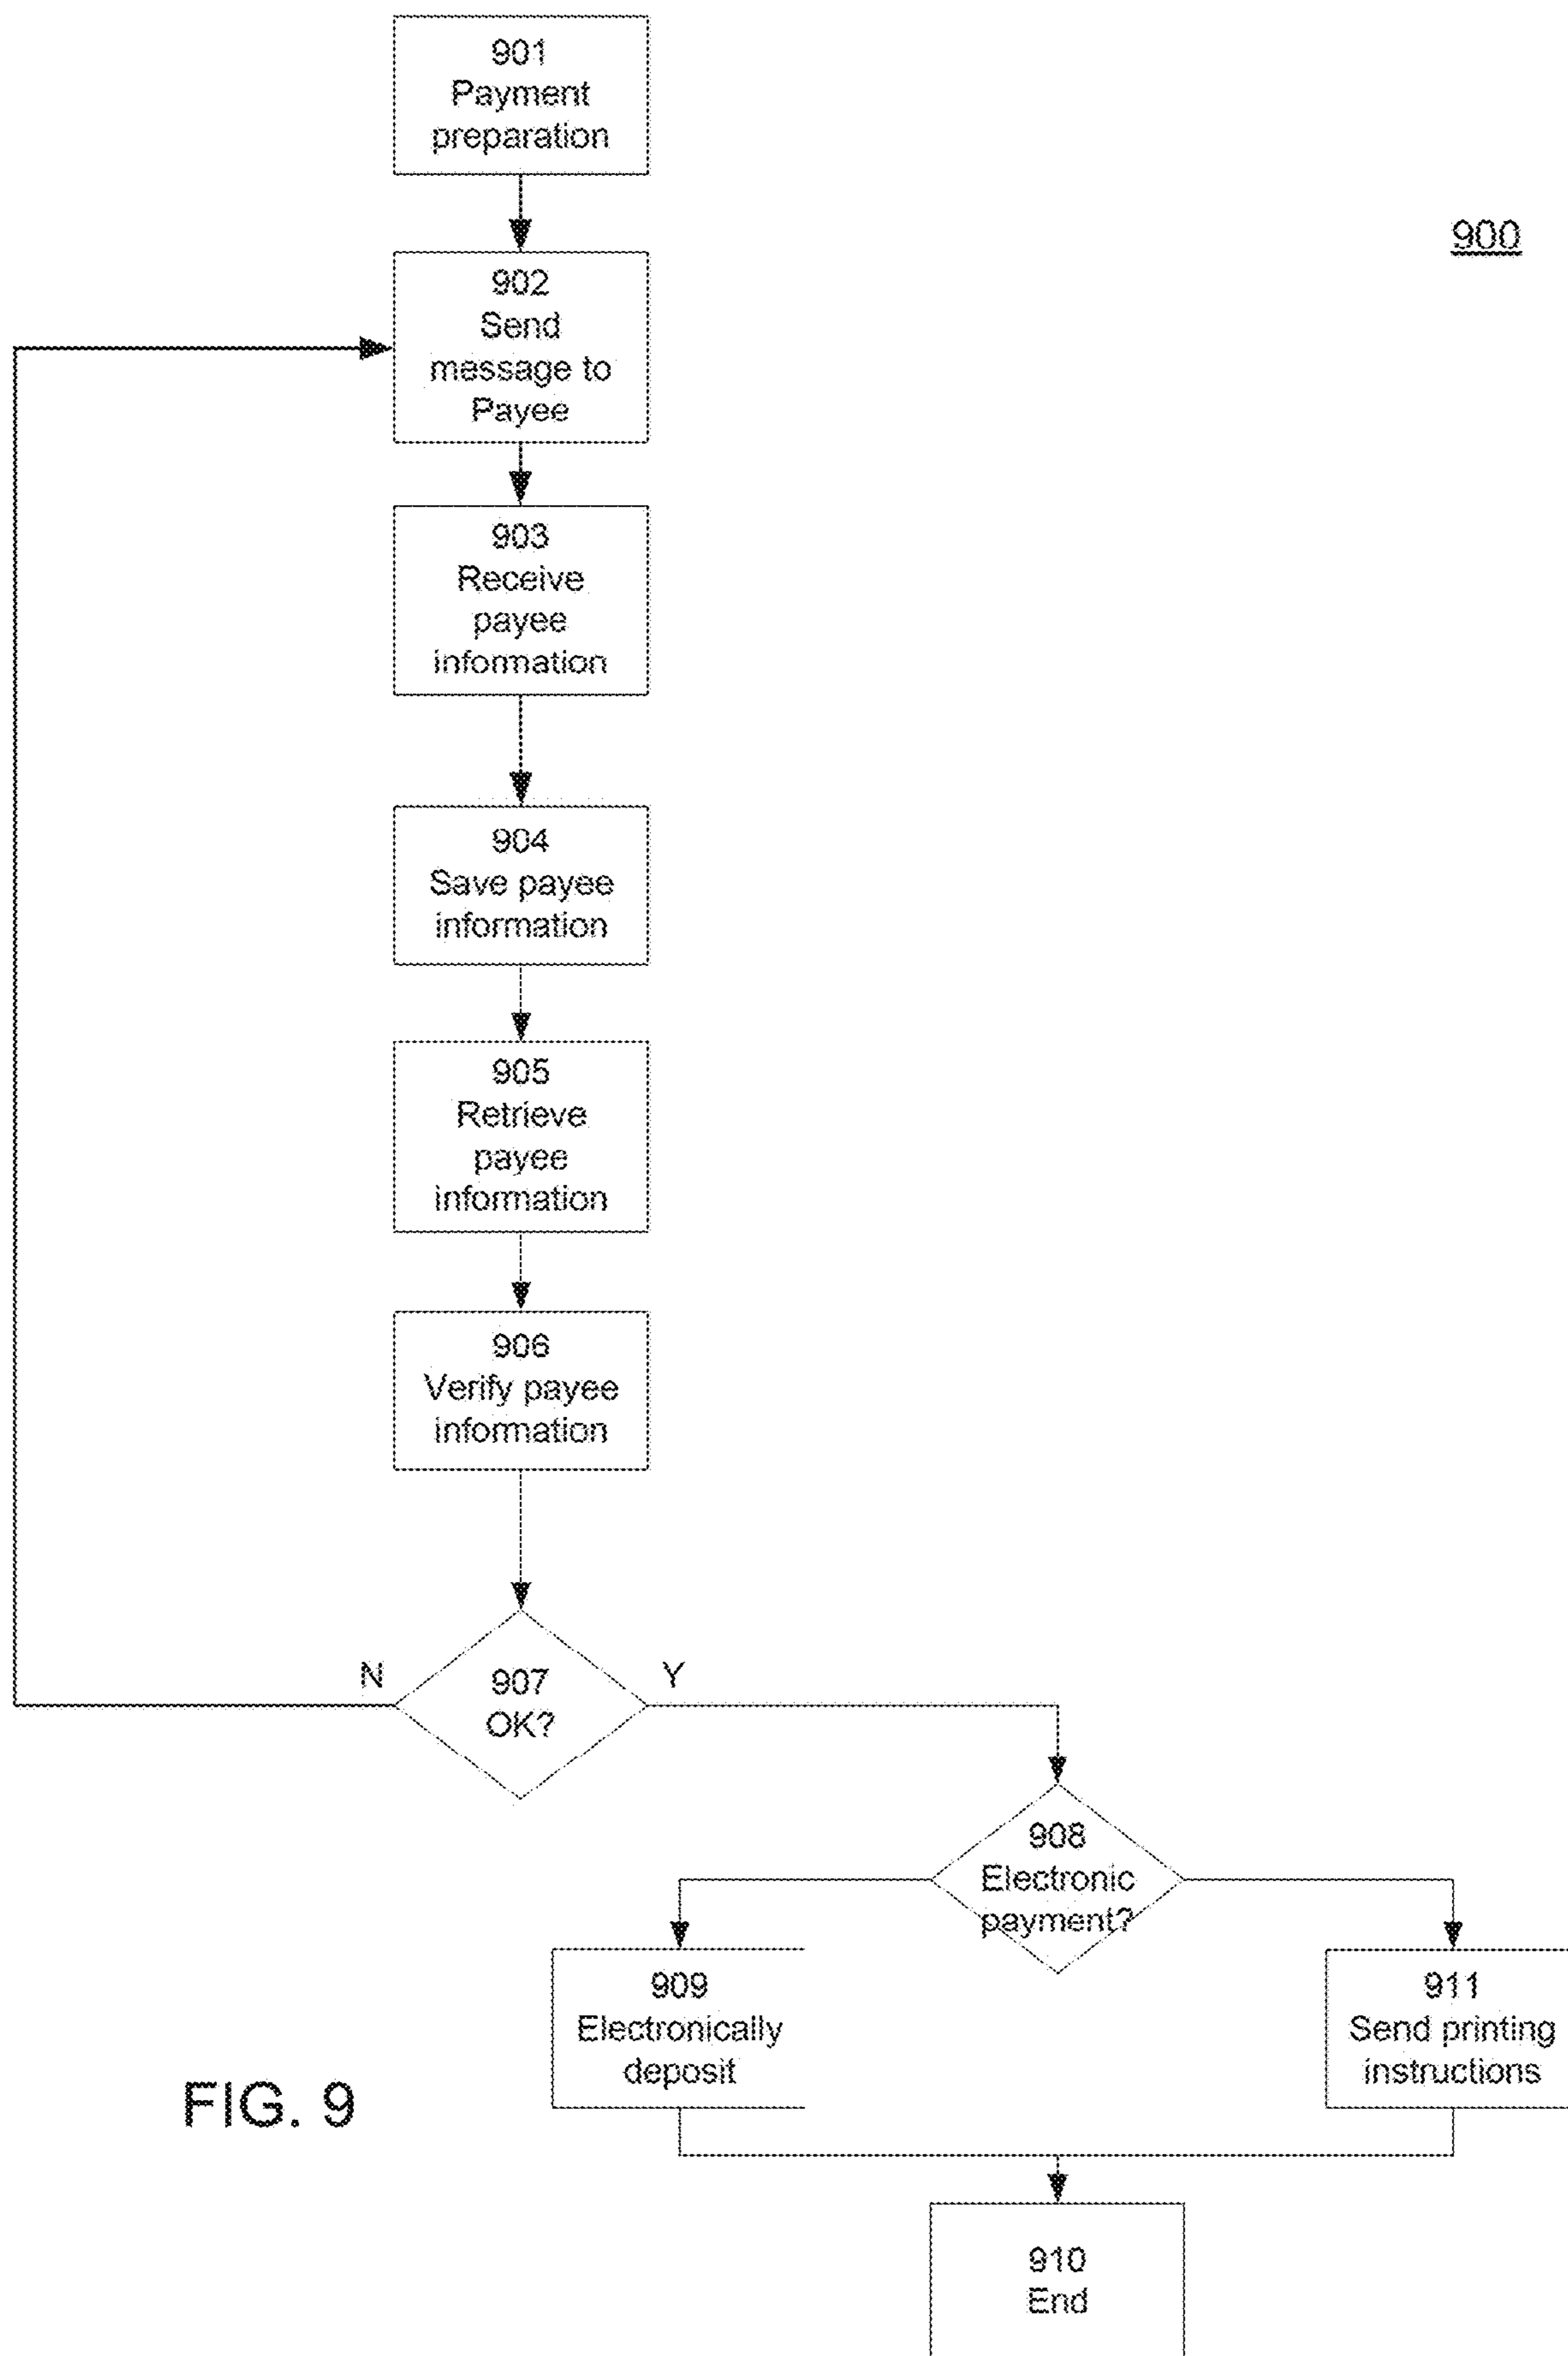 901
Payment
preparation
900
902
Send
message to
Payee
903
Receive
payee
information
904
Save payee
information
905
Retrieve
payee
information
906
Verify payee
information
N
907
OK?
Y
908
Electronic
payment?
909
Electronically
deposit
911
Send printing
instructions
FIG. 9
910
End